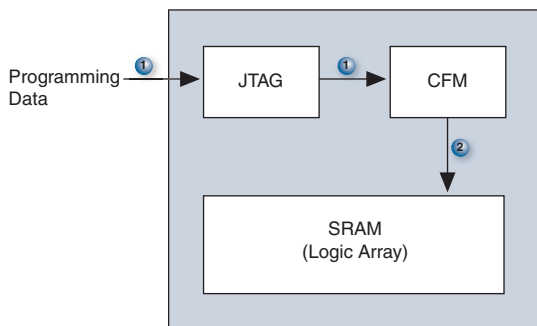 Programming
Data
1
JTAG
1
CFM
2
SRAM
(Logic Array)